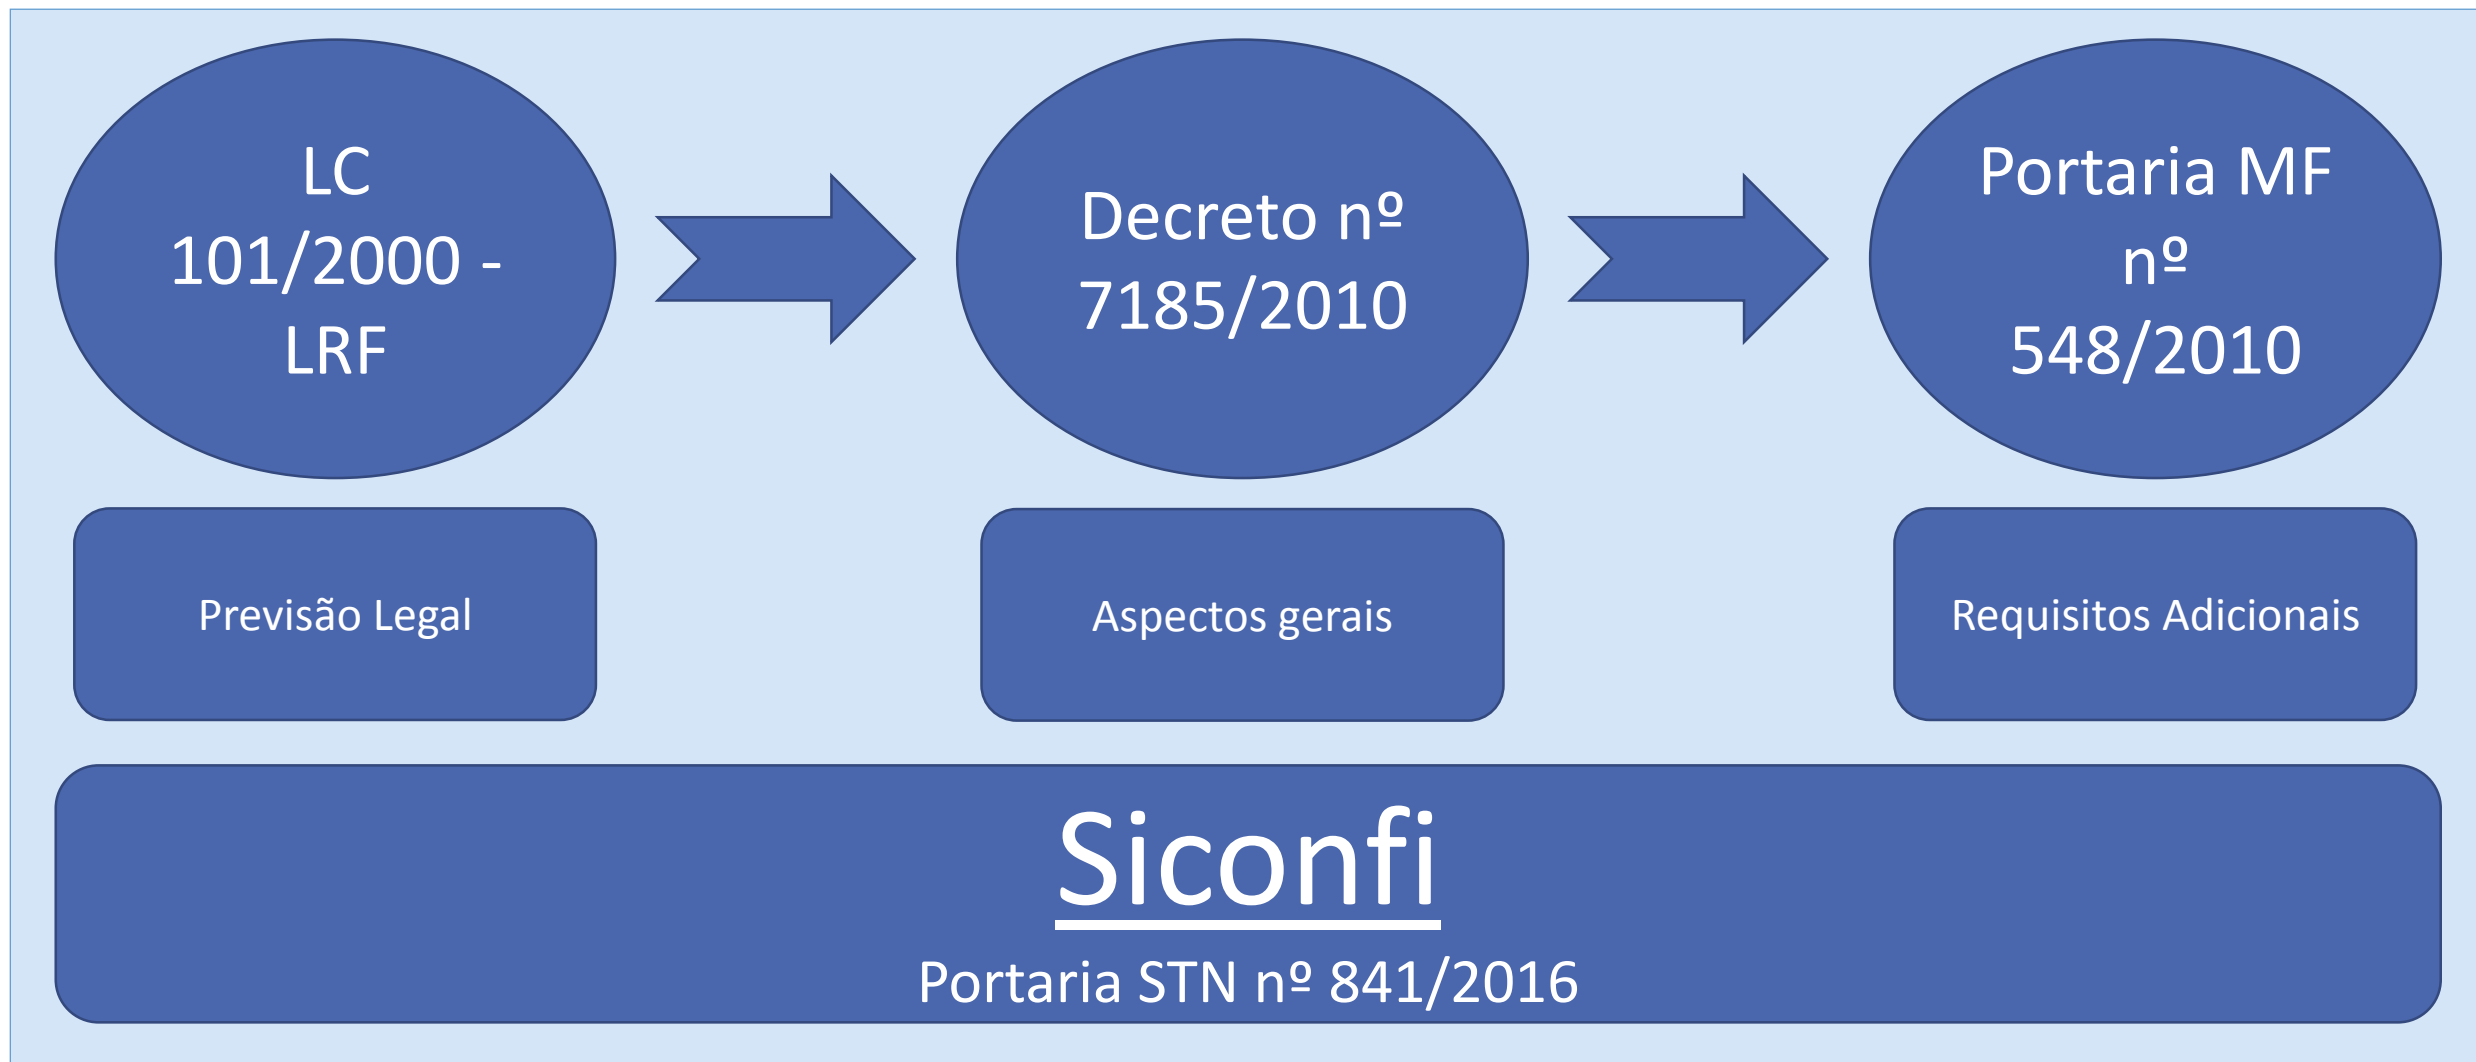 LC
101/2000 -
LRF
Decreto nº
7185/2010
Portaria MF
nº
548/2010
Previsão Legal
Aspectos gerais
Requisitos Adicionais
Siconfi
Portaria STN nº 841/2016